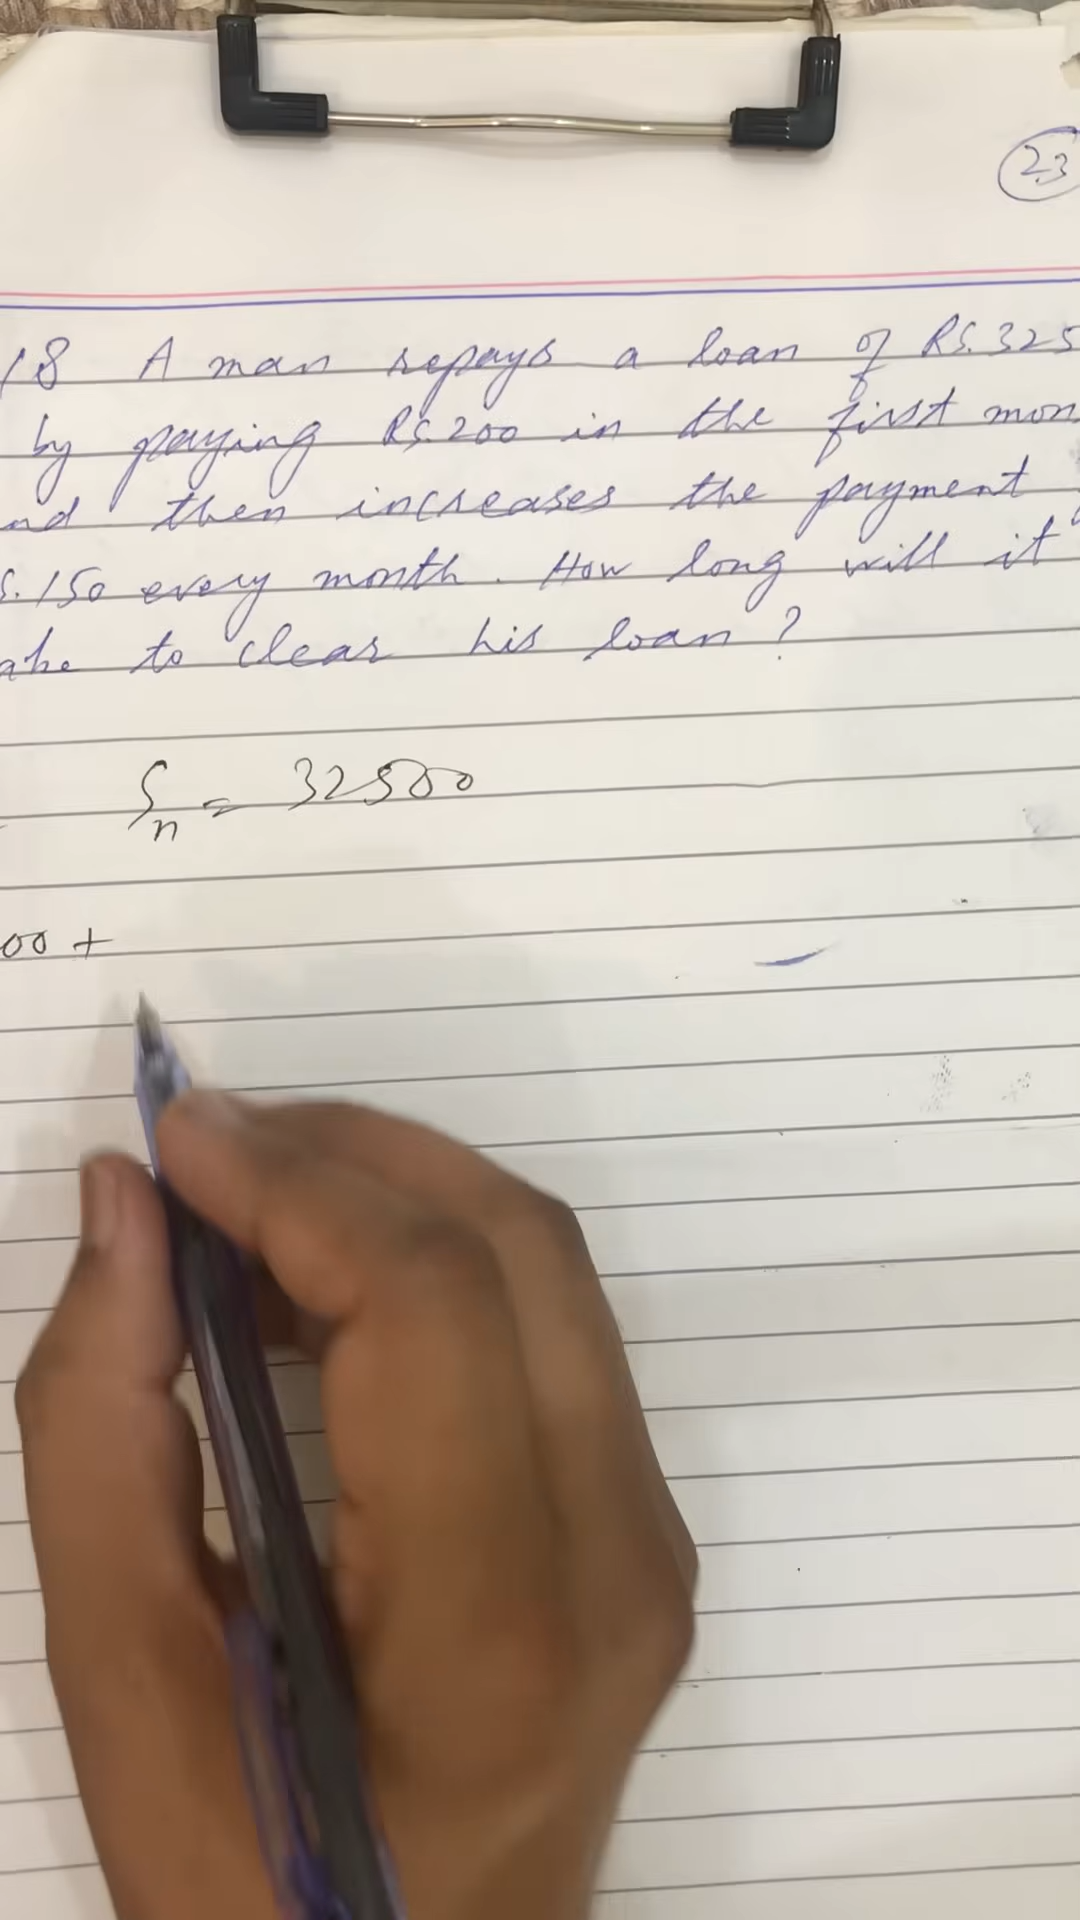 23
18 A man repays a loan of RS.325
by paying RS.200 in the first mon
nd then increases the payment
S.150 every month. How long will it
ake to clear his loan?
Sn = 32500
00 +